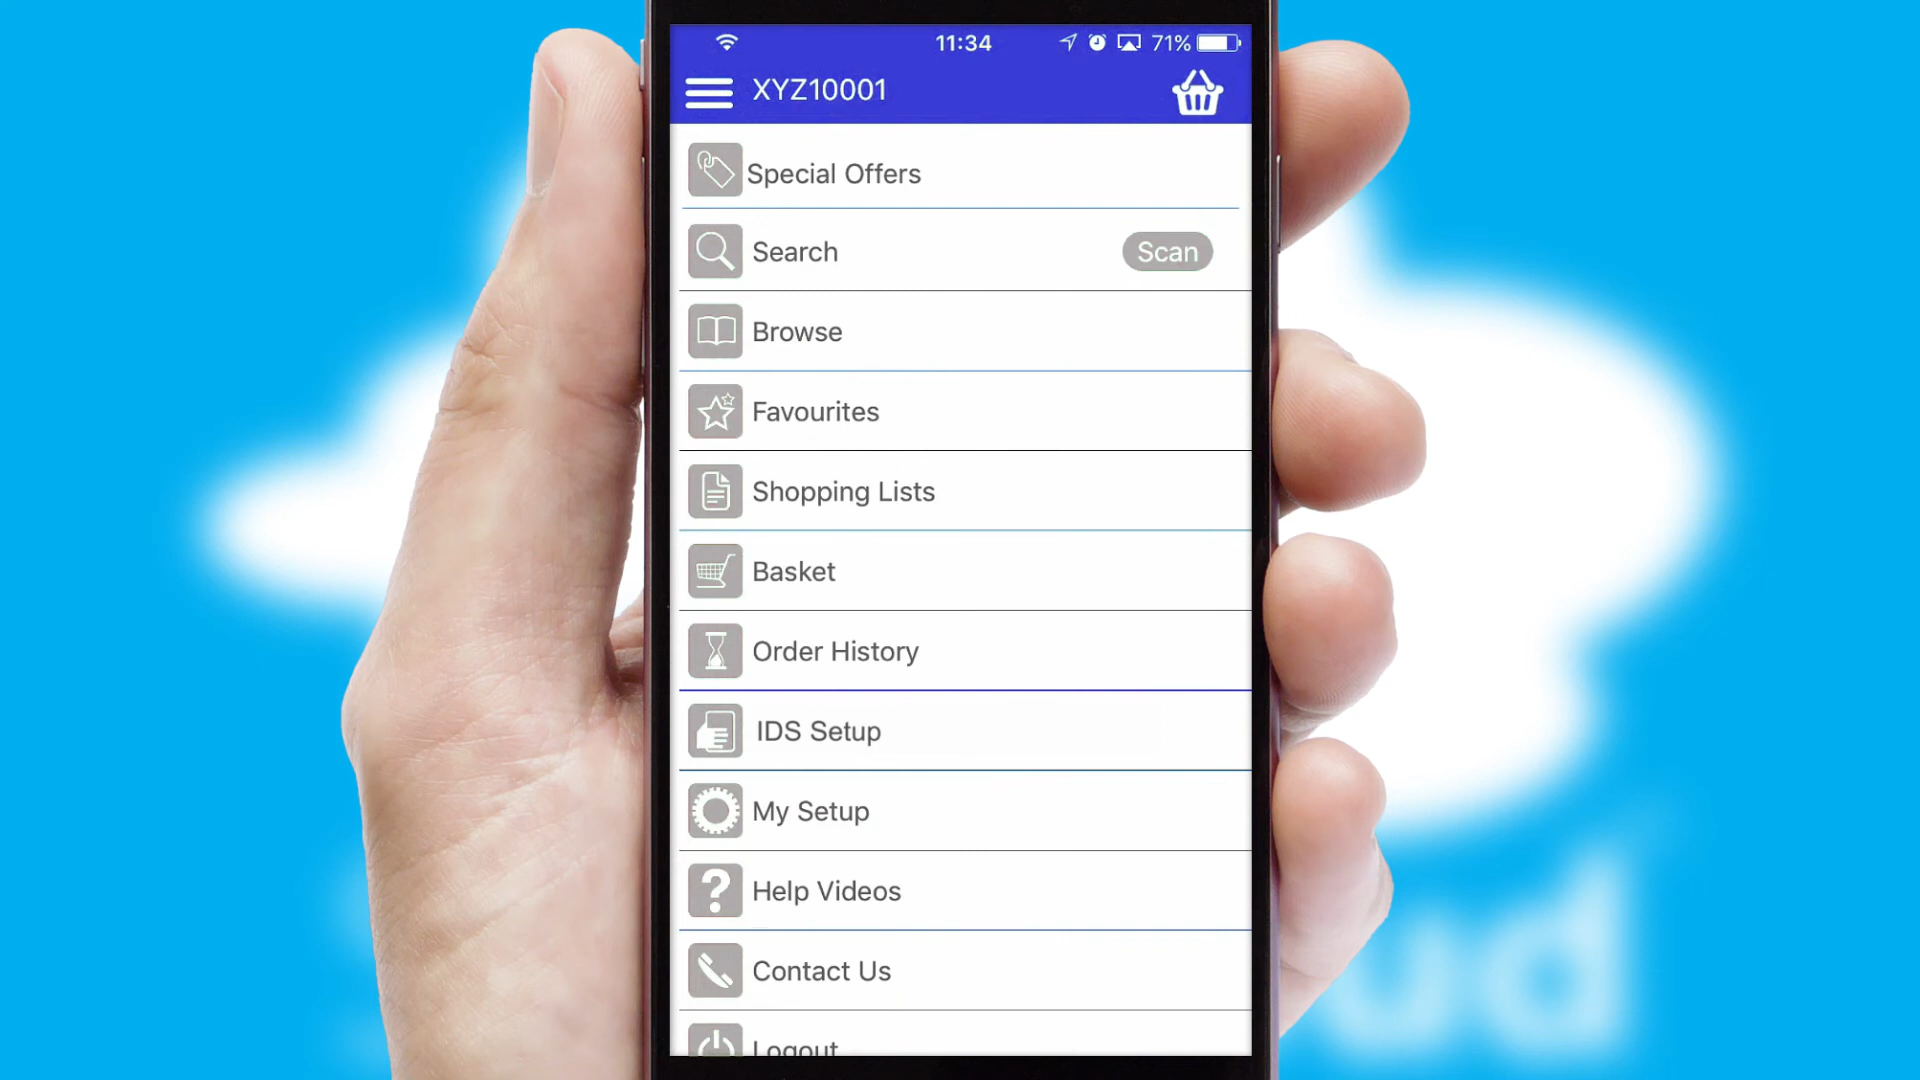 11:34
71%
XYZ10001
Special Offers
Search
Scan
Browse
Favourites
Shopping Lists
Basket
Order History
IDS Setup
My Setup
Help Videos
Contact Us
Logout
ud